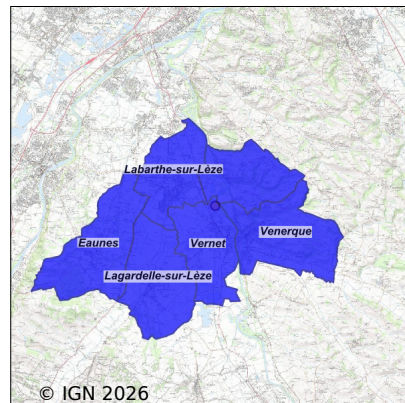 Labarthe-sur-Lèze
Eaunes
Vernet
Venerque
Lagardelle-sur-Lèze
© IGN 2026